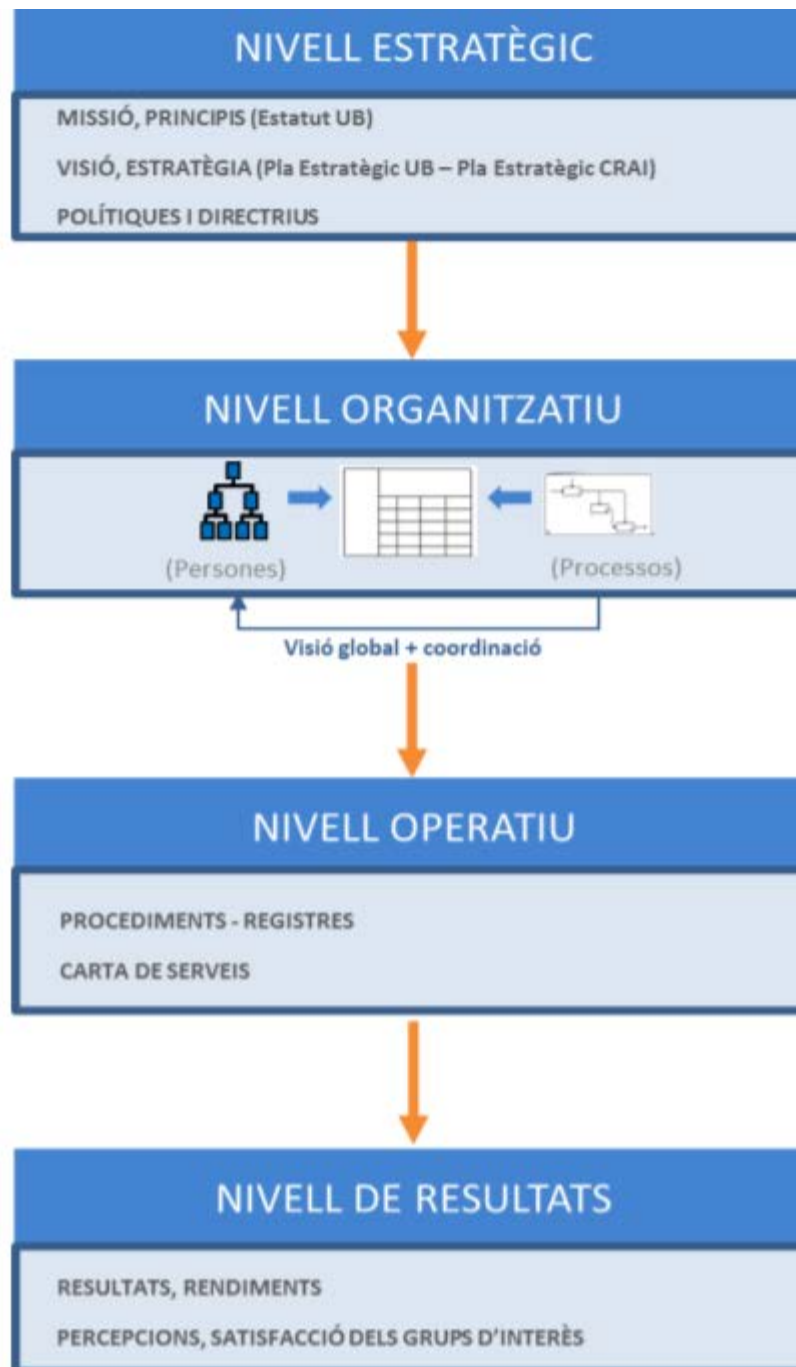 NIVELL ESTRATÈGIC
MISSIÓ, PRINCIPIS (Estatut UB)
VISIÓ, ESTRATÈGIA (Pla Estratègic UB – Pla Estratègic CRAI)
POLÍTIQUES I DIRECTRIUS
NIVELL ORGANITZATIU
(Persones)
(Processos)
Visió global + coordinació
NIVELL OPERATIU
PROCEDIMENTS - REGISTRES
CARTA DE SERVEIS
NIVELL DE RESULTATS
RESULTATS, RENDIMENTS
PERCEPCIONS, SATISFACCIÓ DELS GRUPS D'INTERÈS